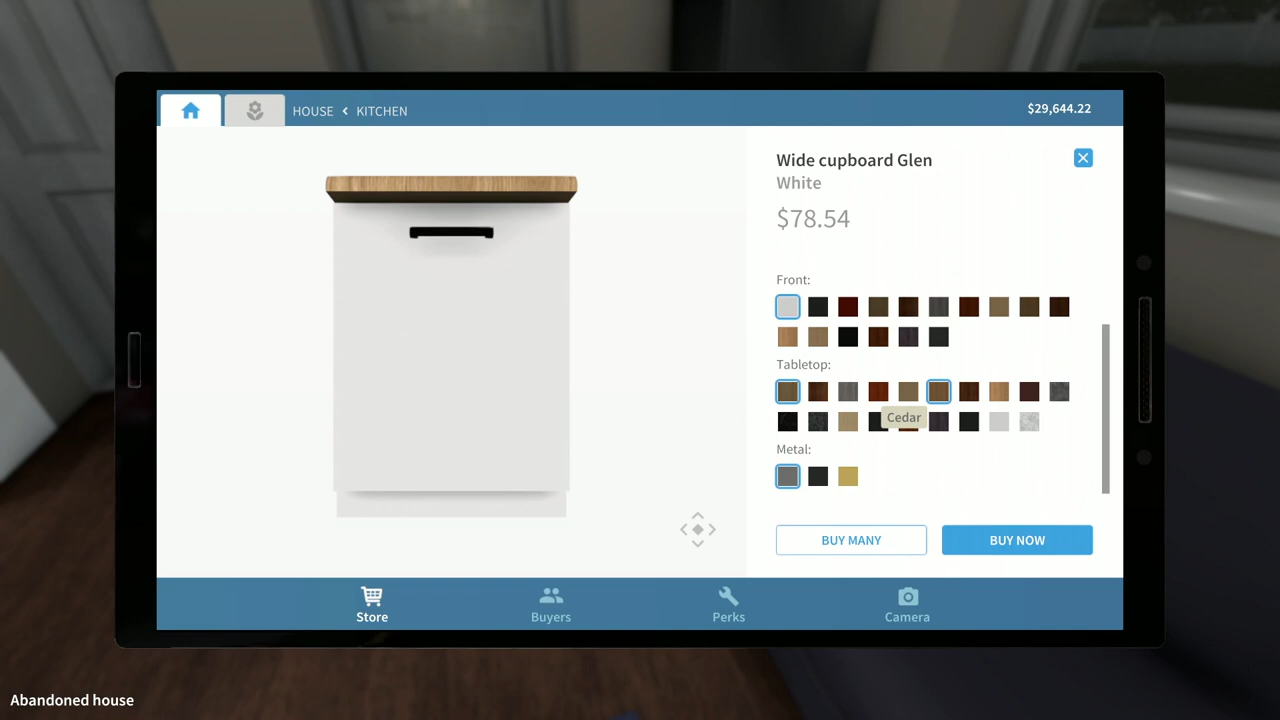 HOUSE < KITCHEN
$29,644.22
Wide cupboard Glen
White
$78.54
Front:
Tabletop:
Cedar
Metal:
BUY MANY
BUY NOW
Store
Buyers
Perks
Camera
Abandoned house